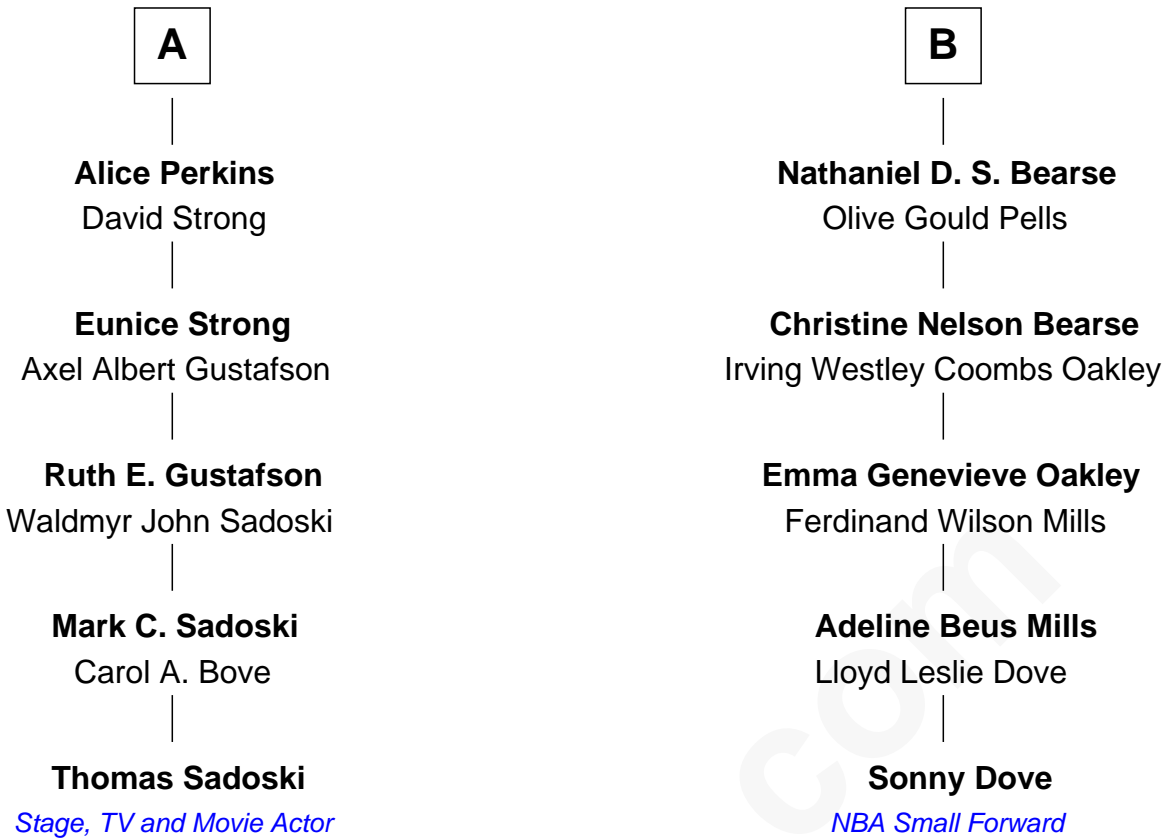 A
Alice Perkins
David Strong
Eunice Strong
Axel Albert Gustafson
Ruth E. Gustafson
Waldmyr John Sadoski
Mark C. Sadoski
Carol A. Bove
Thomas Sadoski
Stage, TV and Movie Actor
B
Nathaniel D. S. Bearse
Olive Gould Pells
Christine Nelson Bearse
Irving Westley Coombs Oakley
Emma Genevieve Oakley
Ferdinand Wilson Mills
Adeline Beus Mills
Lloyd Leslie Dove
Sonny Dove
NBA Small Forward
com